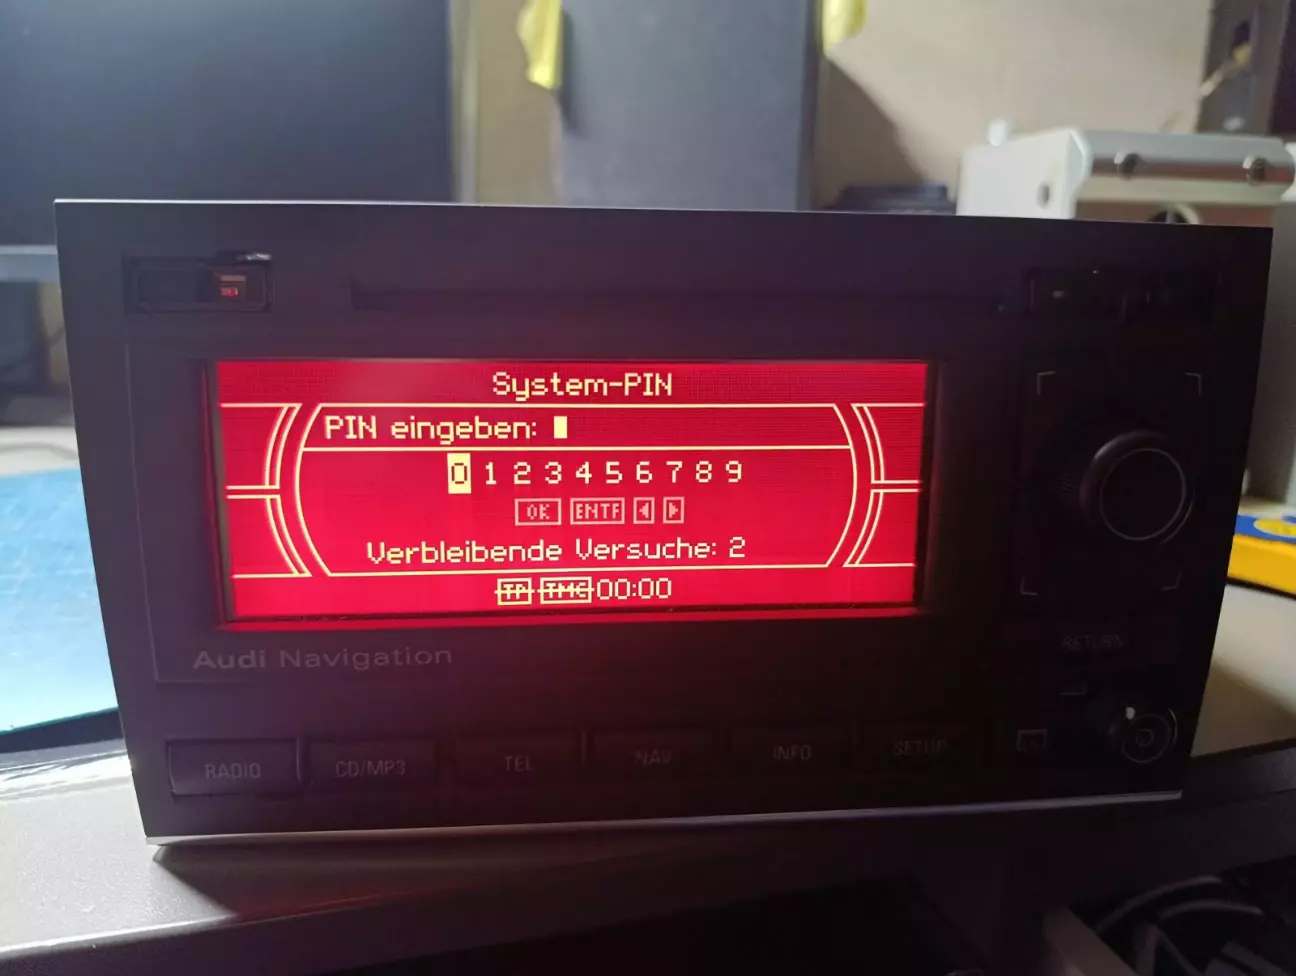 System-PIN
PIN eingeben:
0 1 2 3 4 5 6 7 8 9
OK ENTF
Verbleibende Versuche: 2
TP TMC 00:00
Audi Navigation
RETURN
RADIO CD/MP3 TEL NAV INFO SETUP